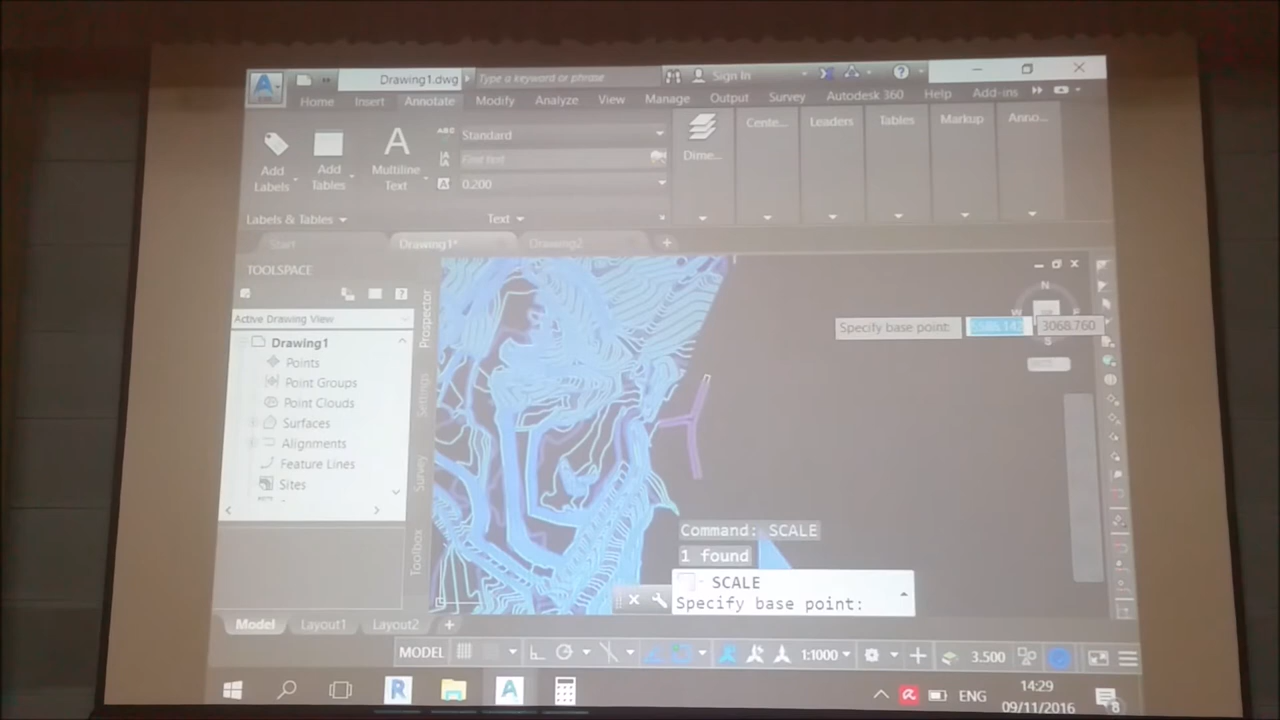 Drawing1.dwg
Type a keyword or phrase
Sign In
Home Insert Annotate Modify Analyze View Manage Output Survey Autodesk 360 Help Add-ins
Add Labels
Add Tables
A
Multiline Text
ABC
Standard
Find text
0.200
Dime...
Cente...
Leaders
Tables
Markup
Anno...
Labels & Tables
Text
Start
Drawing1*
Drawing2
+
TOOLSPACE
Active Drawing View
Drawing1
Points
Point Groups
Point Clouds
Surfaces
Alignments
Feature Lines
Sites
Prospector
Settings
Survey
Toolbox
N
W
S
Specify base point:
3068.760
Command: SCALE
1 found
SCALE
Specify base point:
Model
Layout1
Layout2
+
MODEL
1:1000
3.500
ENG
14:29
09/11/2016
8